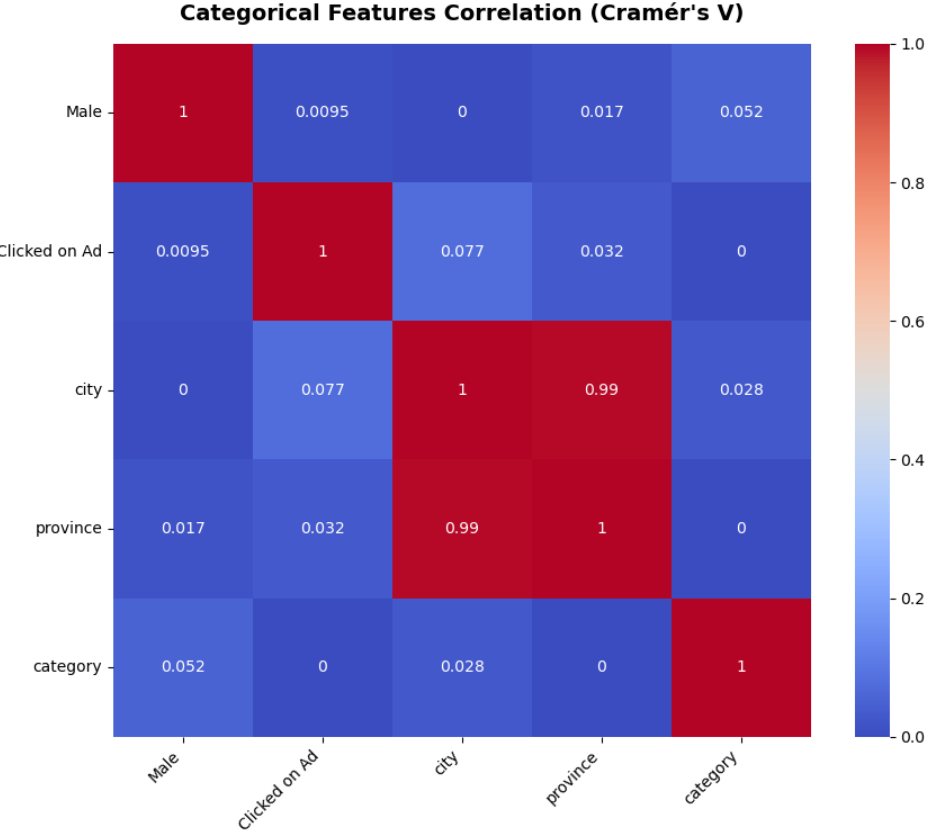 Categorical Features Correlation (Cramér's V)
Male 1 0.0095 0 0.017 0.052
Clicked on Ad 0.0095 1 0.077 0.032 0
city 0 0.077 1 0.99 0.028
province 0.017 0.032 0.99 1 0
category 0.052 0 0.028 0 1
Male Clicked on Ad city province category
1.0
0.8
0.6
0.4
0.2
0.0